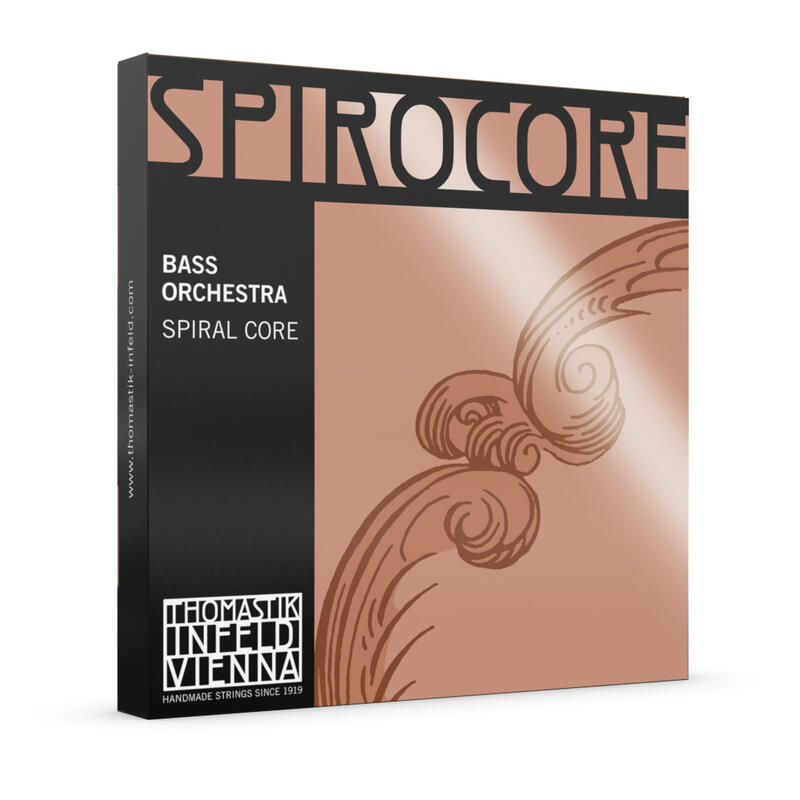 SPIROCORE
BASS
ORCHESTRA
SPIRAL CORE
www.thomastik-infeld.com
THOMASTIK
INFELD
VIENNA
HANDMADE STRINGS SINCE 1919